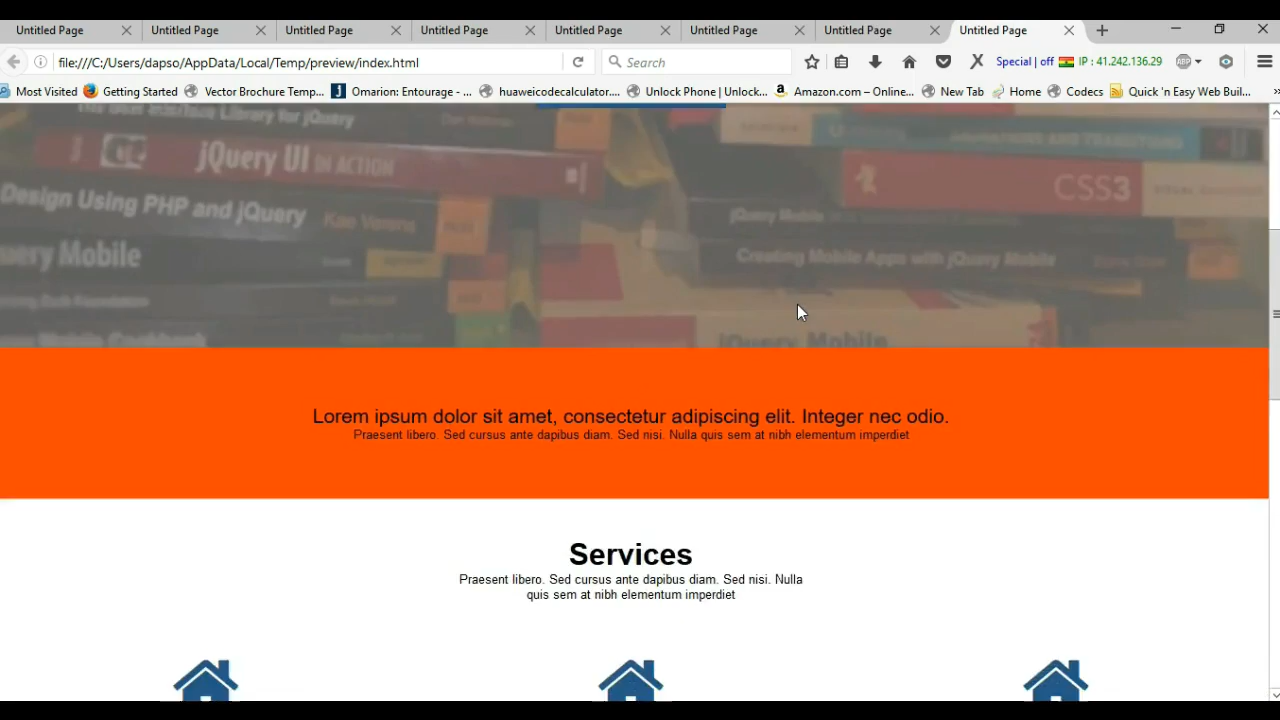 Untitled Page Untitled Page Untitled Page Untitled Page Untitled Page Untitled Page Untitled Page Untitled Page
file:///C:/Users/dapso/AppData/Local/Temp/preview/index.html Search Special | off IP : 41.242.136.29
Most Visited Getting Started Vector Brochure Temp... Omarion: Entourage - ... huaweicodecalculator.... Unlock Phone | Unlock... Amazon.com – Online... New Tab Home Codecs Quick 'n Easy Web Buil...
Library for jQuery
jQuery UI IN ACTION
CSS3
Design Using PHP and jQuery
jQuery Mobile
Mobile
Creating Mobile Apps with jQuery Mobile
jQuery Mobile
Lorem ipsum dolor sit amet, consectetur adipiscing elit. Integer nec odio.
Praesent libero. Sed cursus ante dapibus diam. Sed nisi. Nulla quis sem at nibh elementum imperdiet
Services
Praesent libero. Sed cursus ante dapibus diam. Sed nisi. Nulla
quis sem at nibh elementum imperdiet